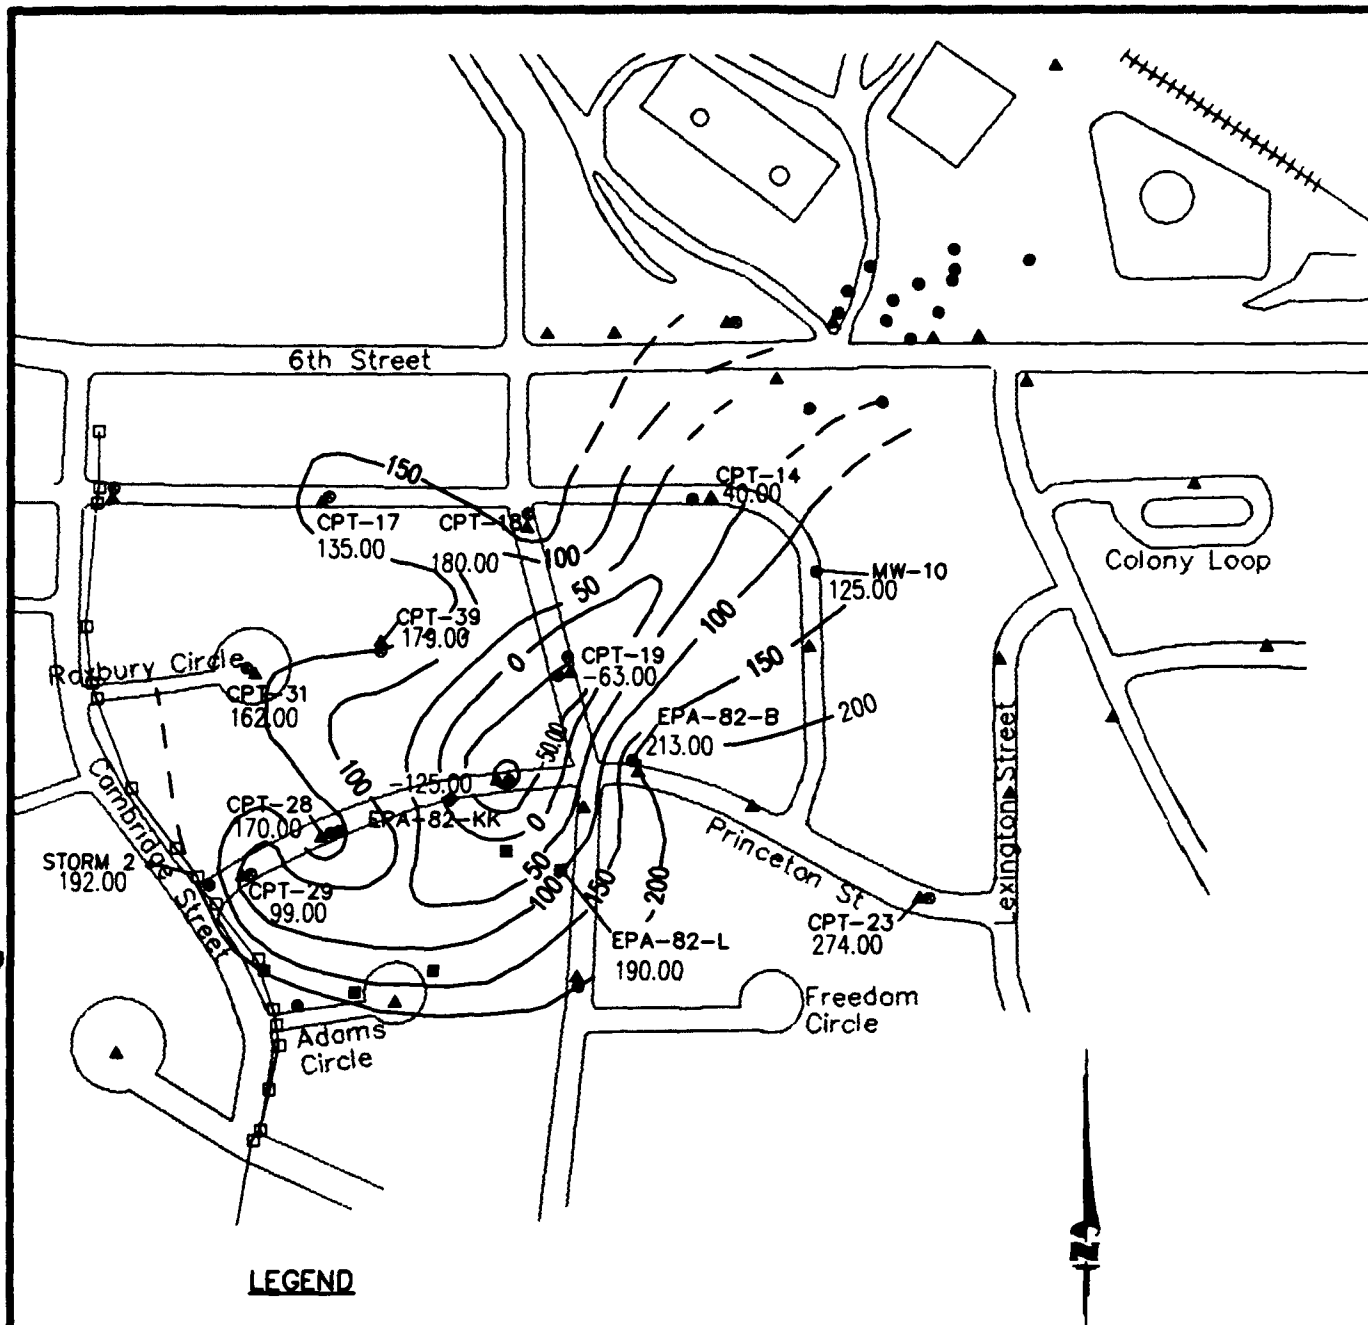 6th Street
150
CPT-14
40.00
CPT-17
135.00
CPT-18
180.00
100
50
MW-10
125.00
Colony Loop
CPT-39
179.00
100
150
0
CPT-19
-63.00
Roxbury Circle
CPT-31
162.00
EPA-82-B
213.00
200
-50.00
100
-125.00
Lexington Street
Cambridge Street
CPT-28
170.00
EPA-82-KK
0
Princeton St
STORM 2
192.00
CPT-29
99.00
50
100
150
200
CPT-23
274.00
EPA-82-L
190.00
Freedom
Circle
Adams
Circle
N
LEGEND